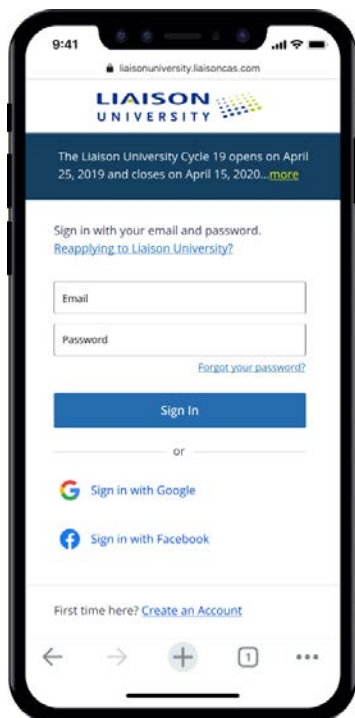 9:41
liaisonuniversity.liaisoncas.com
LIAISON
UNIVERSITY
The Liaison University Cycle 19 opens on April
25, 2019 and closes on April 15, 2020...more
Sign in with your email and password.
Reapplying to Liaison University?
Email
Password
Forgot your password?
Sign In
or
Sign in with Google
Sign in with Facebook
First time here? Create an Account
1